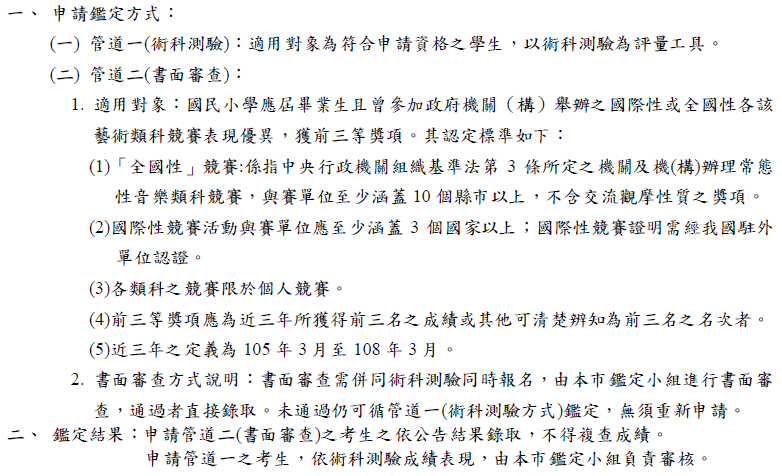 一、 申請鑑定方式：
(一) 管道一(術科測驗)：適用對象為符合申請資格之學生，以術科測驗為評量工具。
(二) 管道二(書面審查)：
1. 適用對象：國民小學應屆畢業生且曾參加政府機關（構）舉辦之國際性或全國性各該
藝術類科競賽表現優異，獲前三等獎項。其認定標準如下：
(1)「全國性」競賽:係指中央行政機關組織基準法第 3 條所定之機關及機(構)辦理常態
性音樂類科競賽，與賽單位至少涵蓋 10 個縣市以上，不含交流觀摩性質之獎項。
(2)國際性競賽活動與賽單位應至少涵蓋 3 個國家以上；國際性競賽證明需經我國駐外
單位認證。
(3)各類科之競賽限於個人競賽。
(4)前三等獎項應為近三年所獲得前三名之成績或其他可清楚辨知為前三名之名次者。
(5)近三年之定義為 105 年 3 月至 108 年 3 月。
2. 書面審查方式說明：書面審查需併同術科測驗同時報名，由本市鑑定小組進行書面審
查，通過者直接錄取。未通過仍可循管道一(術科測驗方式)鑑定，無須重新申請。
二、 鑑定結果：申請管道二(書面審查)之考生之依公告結果錄取，不得複查成績。
申請管道一之考生，依術科測驗成績表現，由本市鑑定小組負責審核。